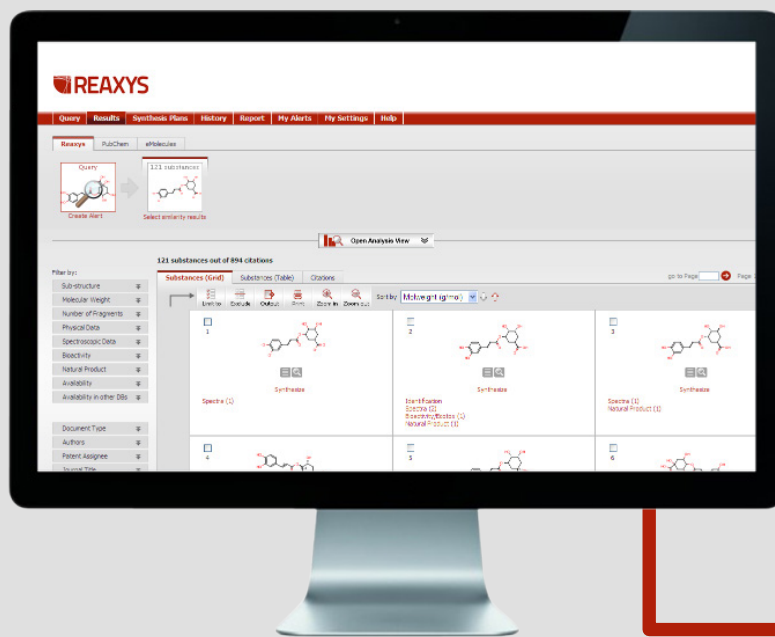 REAXYS
Query Results Synthesis Plans History Report My Alerts My Settings Help
Reaxys PubChem eMolecules
Query
Create Alert
121 substances
Select similarity results
Open Analysis View
121 substances out of 894 citations
Filter by:
Sub-structure
Molecular Weight
Number of Fragments
Physical Data
Spectroscopic Data
Bioactivity
Natural Product
Availability
Availability in other DBs
Document Type
Authors
Patent Assignee
Journal Title
Substances (Grid) Substances (Table) Citations
go to Page Page
Limit to Exclude Output Print Zoom in Zoom out Sort by
1
Synthesize
Spectra (1)
2
Synthesize
Identification
Spectra (2)
Natural Product (1)
3
Synthesize
Spectra (1)
Natural Product (1)
4
5
6